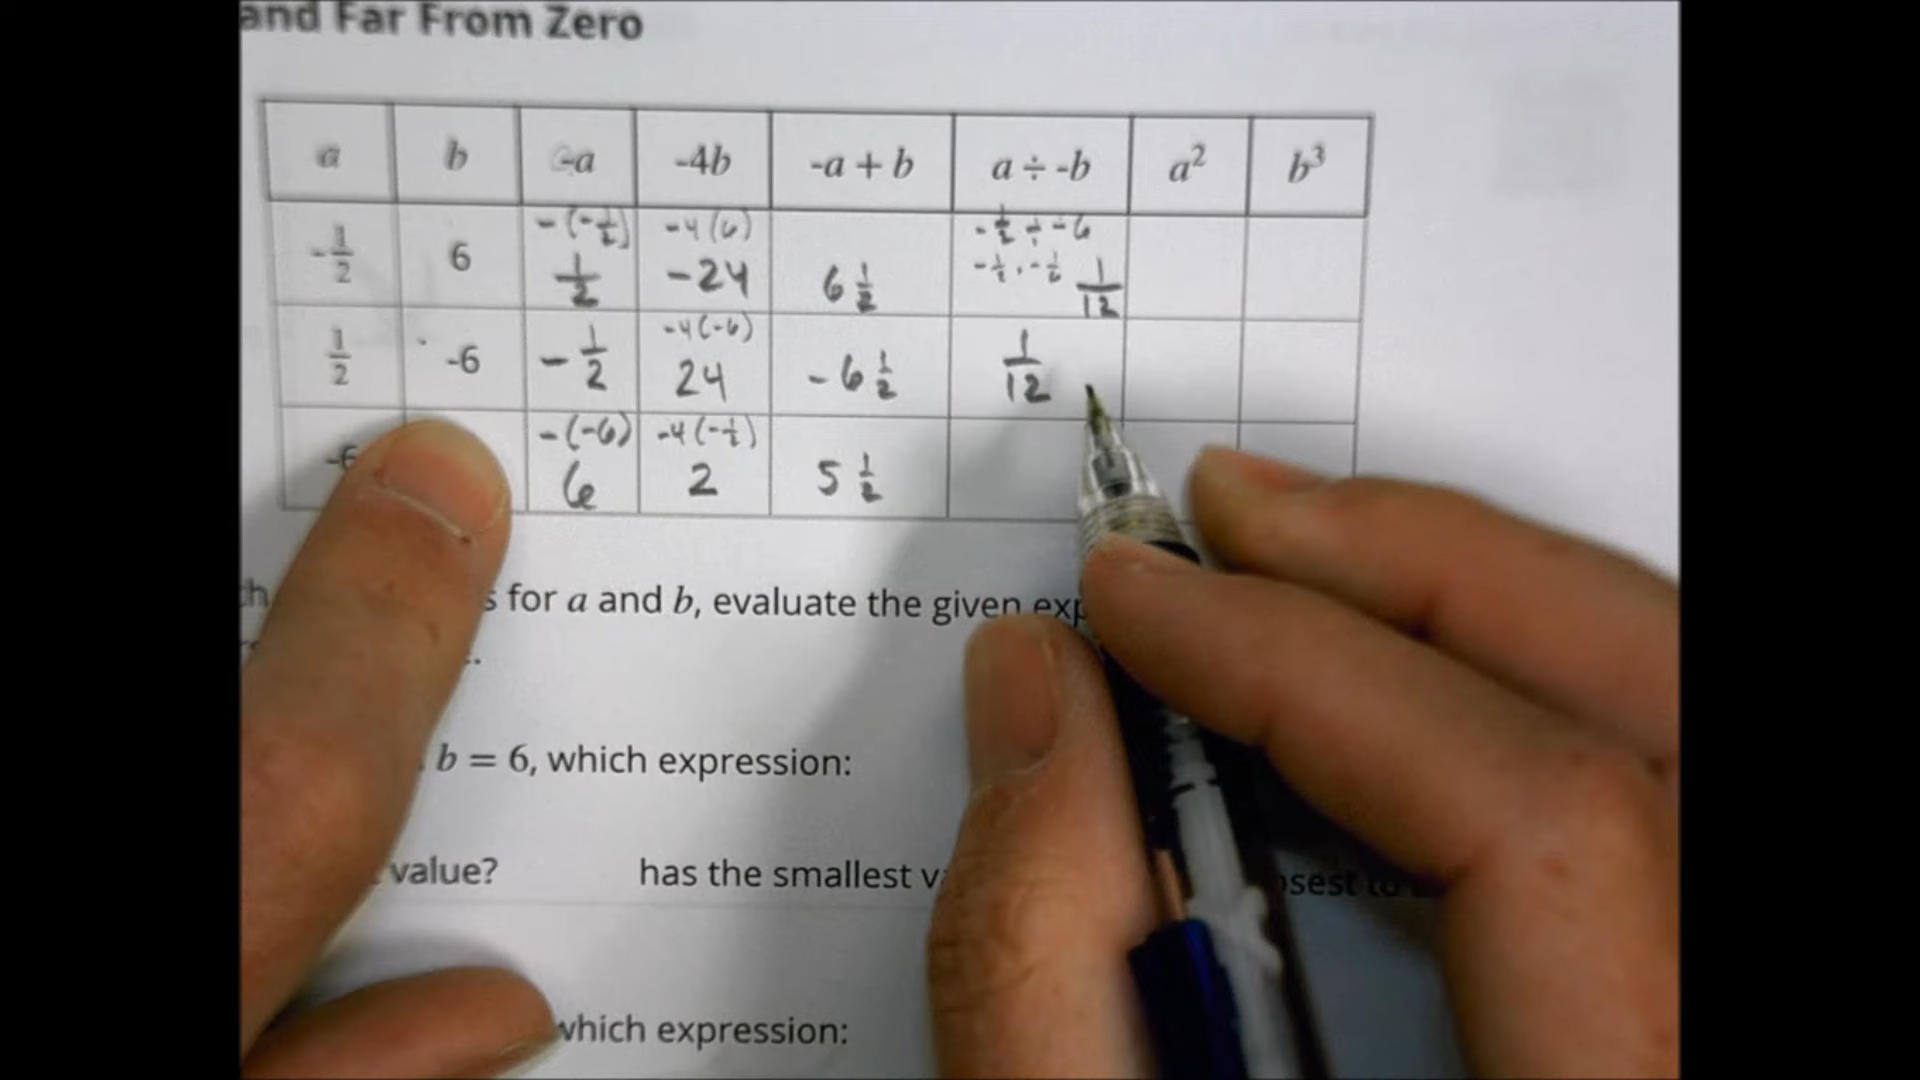 and Far From Zero
a b -a -4b -a + b a ÷ -b a² b³
-1/2 6 -(-1/2) 1/2 -4(6) -24 6 1/2 -1/2 ÷ -6 -1/2 · -1/6 1/12
1/2 -6 -1/2 -4(-6) 24 -6 1/2 1/12
-6 -(-6) 6 -4(-1/2) 2 5 1/2
s for a and b, evaluate the given exp
b = 6, which expression:
value? has the smallest
which expression: